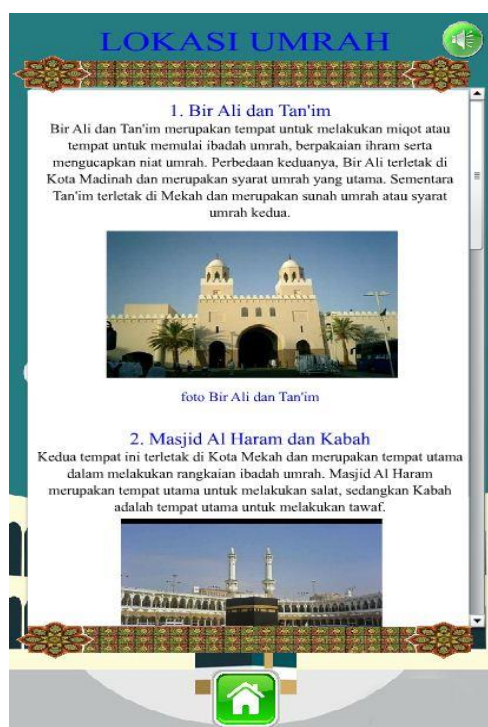 LOKASI UMRAH
1. Bir Ali dan Tan'im
Bir Ali dan Tan'im merupakan tempat untuk melakukan miqot atau
tempat untuk memulai ibadah umrah, berpakaian ihram serta
mengucapkan niat umrah. Perbedaan keduanya, Bir Ali terletak di
Kota Madinah dan merupakan syarat umrah yang utama. Sementara
Tan'im terletak di Mekah dan merupakan sunah umrah atau syarat
umrah kedua.
foto Bir Ali dan Tan'im
2. Masjid Al Haram dan Kabah
Kedua tempat ini terletak di Kota Mekah dan merupakan tempat utama
dalam melakukan rangkaian ibadah umrah. Masjid Al Haram
merupakan tempat utama untuk melakukan salat, sedangkan Kabah
adalah tempat utama untuk melakukan tawaf.